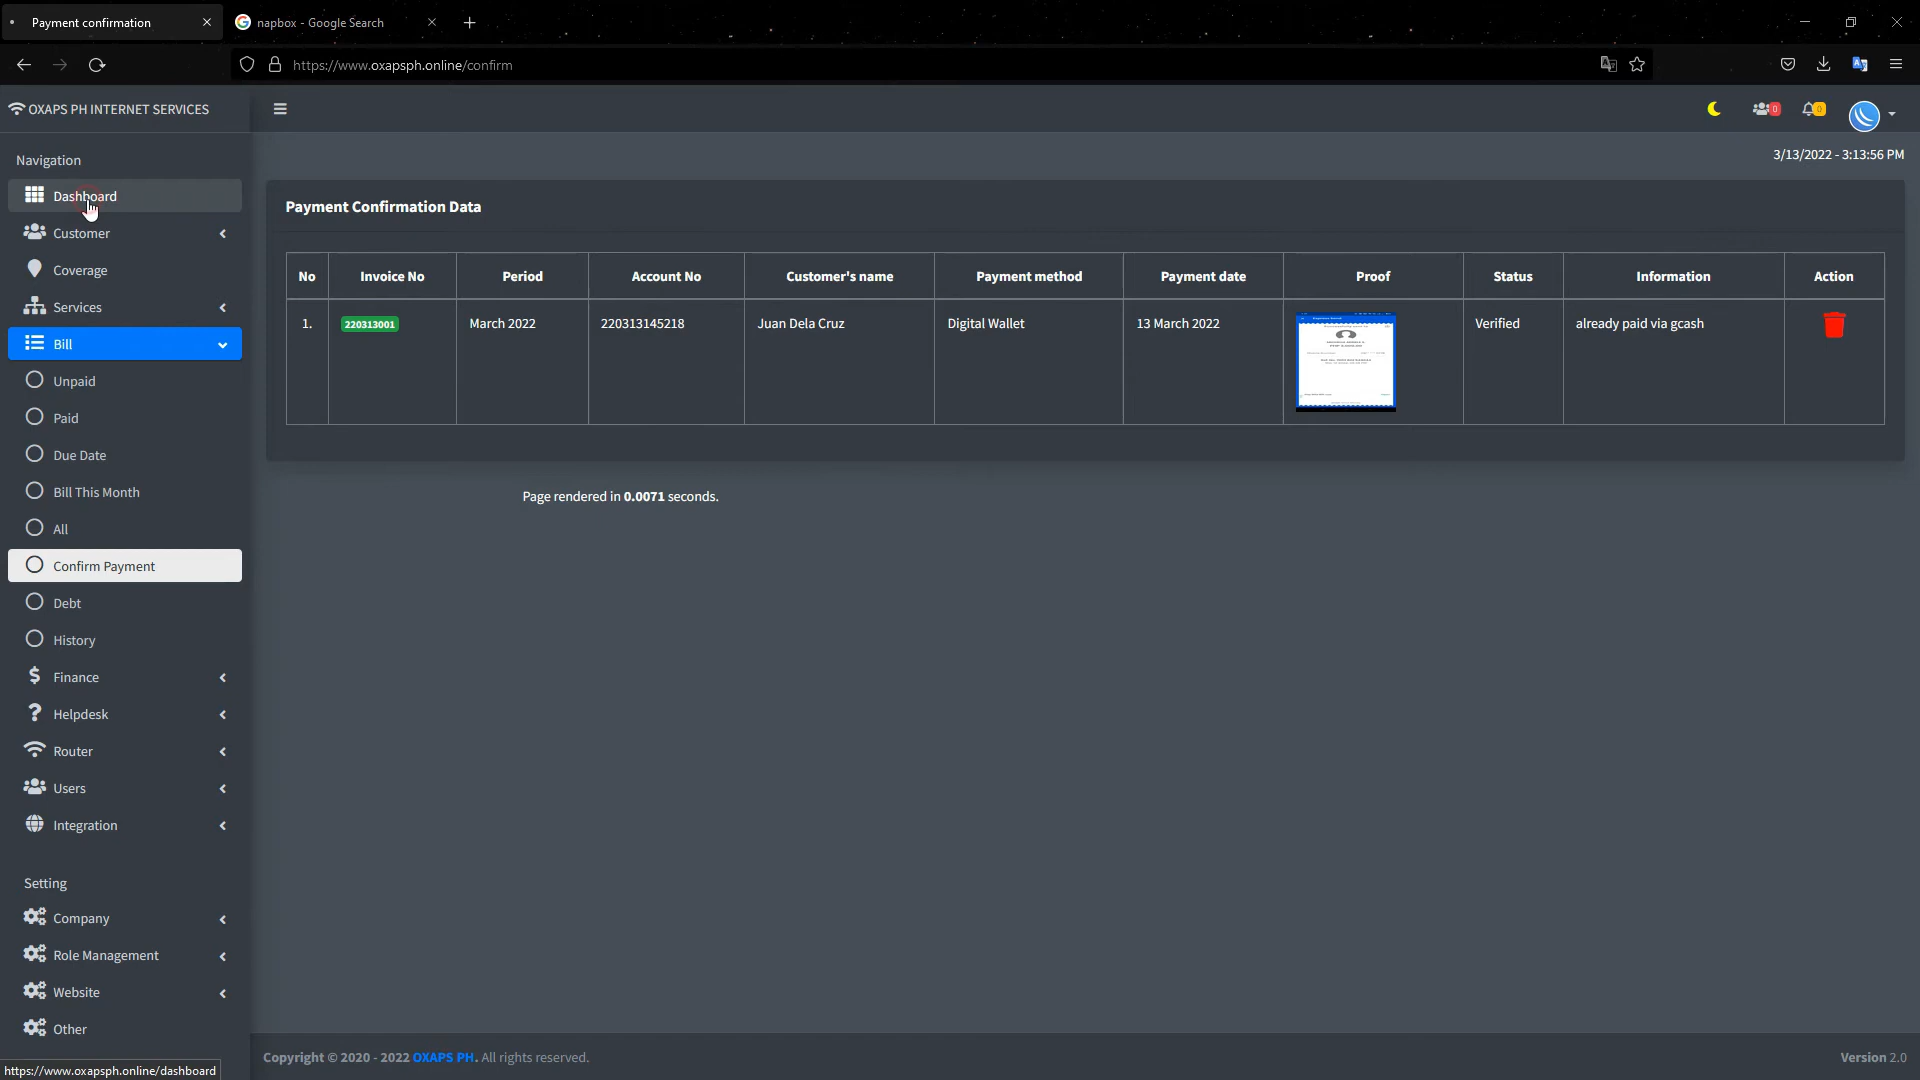 Payment confirmation
napbox - Google Search
https://www.oxapsph.online/confirm
OXAPS PH INTERNET SERVICES
0
0
3/13/2022 - 3:13:56 PM
Navigation
Dashboard
Customer
Coverage
Services
Bill
Unpaid
Paid
Due Date
Bill This Month
All
Confirm Payment
Debt
History
Finance
Helpdesk
Router
Users
Integration
Setting
Company
Role Management
Website
Other
Payment Confirmation Data
No Invoice No Period Account No Customer's name Payment method Payment date Proof Status Information Action
1. 220313001 March 2022 220313145218 Juan Dela Cruz Digital Wallet 13 March 2022 Verified already paid via gcash
Page rendered in 0.0071 seconds.
Copyright © 2020 - 2022 OXAPS PH. All rights reserved.
Version 2.0
https://www.oxapsph.online/dashboard